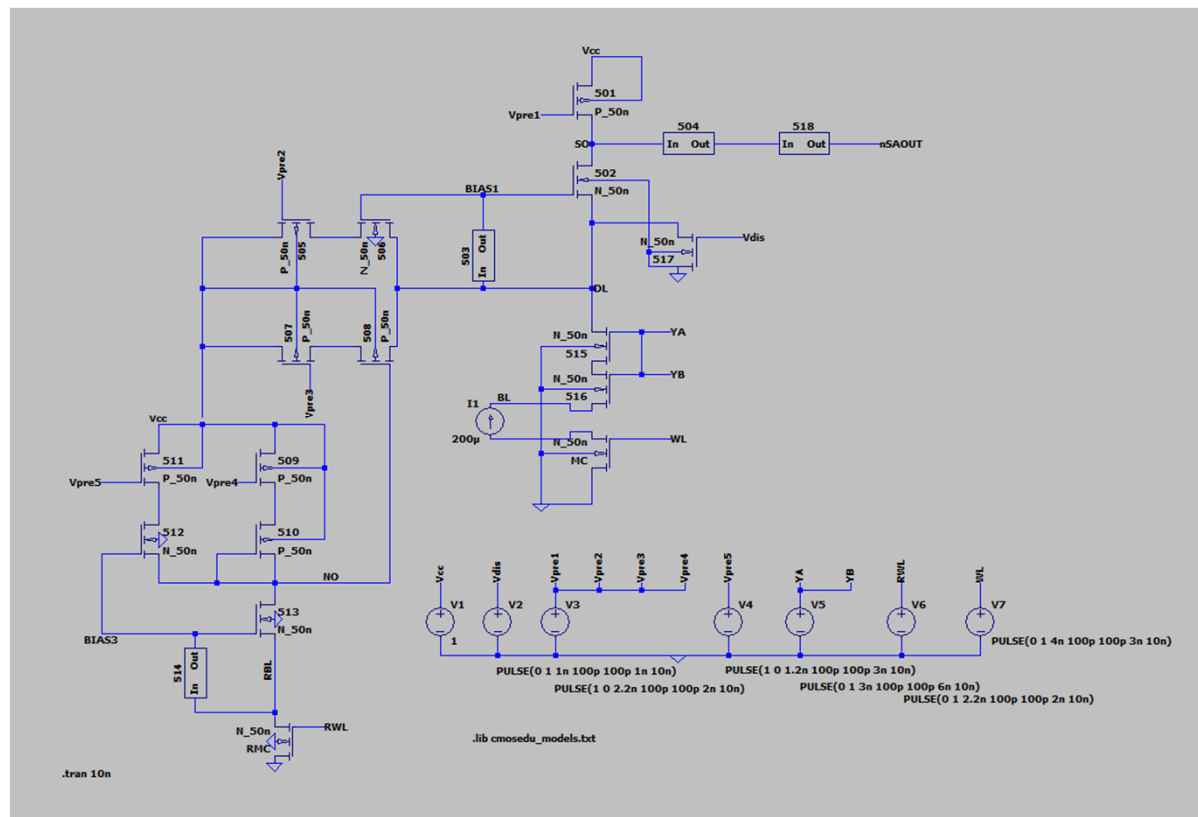 Vcc
501
P_50n
Vpre1
SO
504
In Out
518
In Out
nSAOUT
Vpre2
502
N_50n
BIAS1
P_50n
505
N_50n
506
503
Out
In
Vdis
N_50n
517
DL
507
P_50n
508
P_50n
Vpre3
N_50n
515
YA
N_50n
516
YB
I1
BL
200µ
N_50n
MC
WL
Vcc
511
P_50n
Vpre5
509
P_50n
Vpre4
512
N_50n
510
P_50n
NO
513
N_50n
BIAS3
514
Out
In
RBL
N_50n
RMC
RWL
Vcc
Vdis
Vpre1
Vpre2
Vpre3
Vpre4
Vpre5
YA
YB
RWL
WL
V1
1
V2
V3
V4
V5
V6
V7
PULSE(0 1 4n 100p 100p 3n 10n)
PULSE(0 1 1n 100p 100p 1n 10n)
PULSE(1 0 1.2n 100p 100p 3n 10n)
PULSE(1 0 2.2n 100p 100p 2n 10n)
PULSE(0 1 3n 100p 100p 6n 10n)
PULSE(0 1 2.2n 100p 100p 2n 10n)
.lib cmosedu_models.txt
.tran 10n